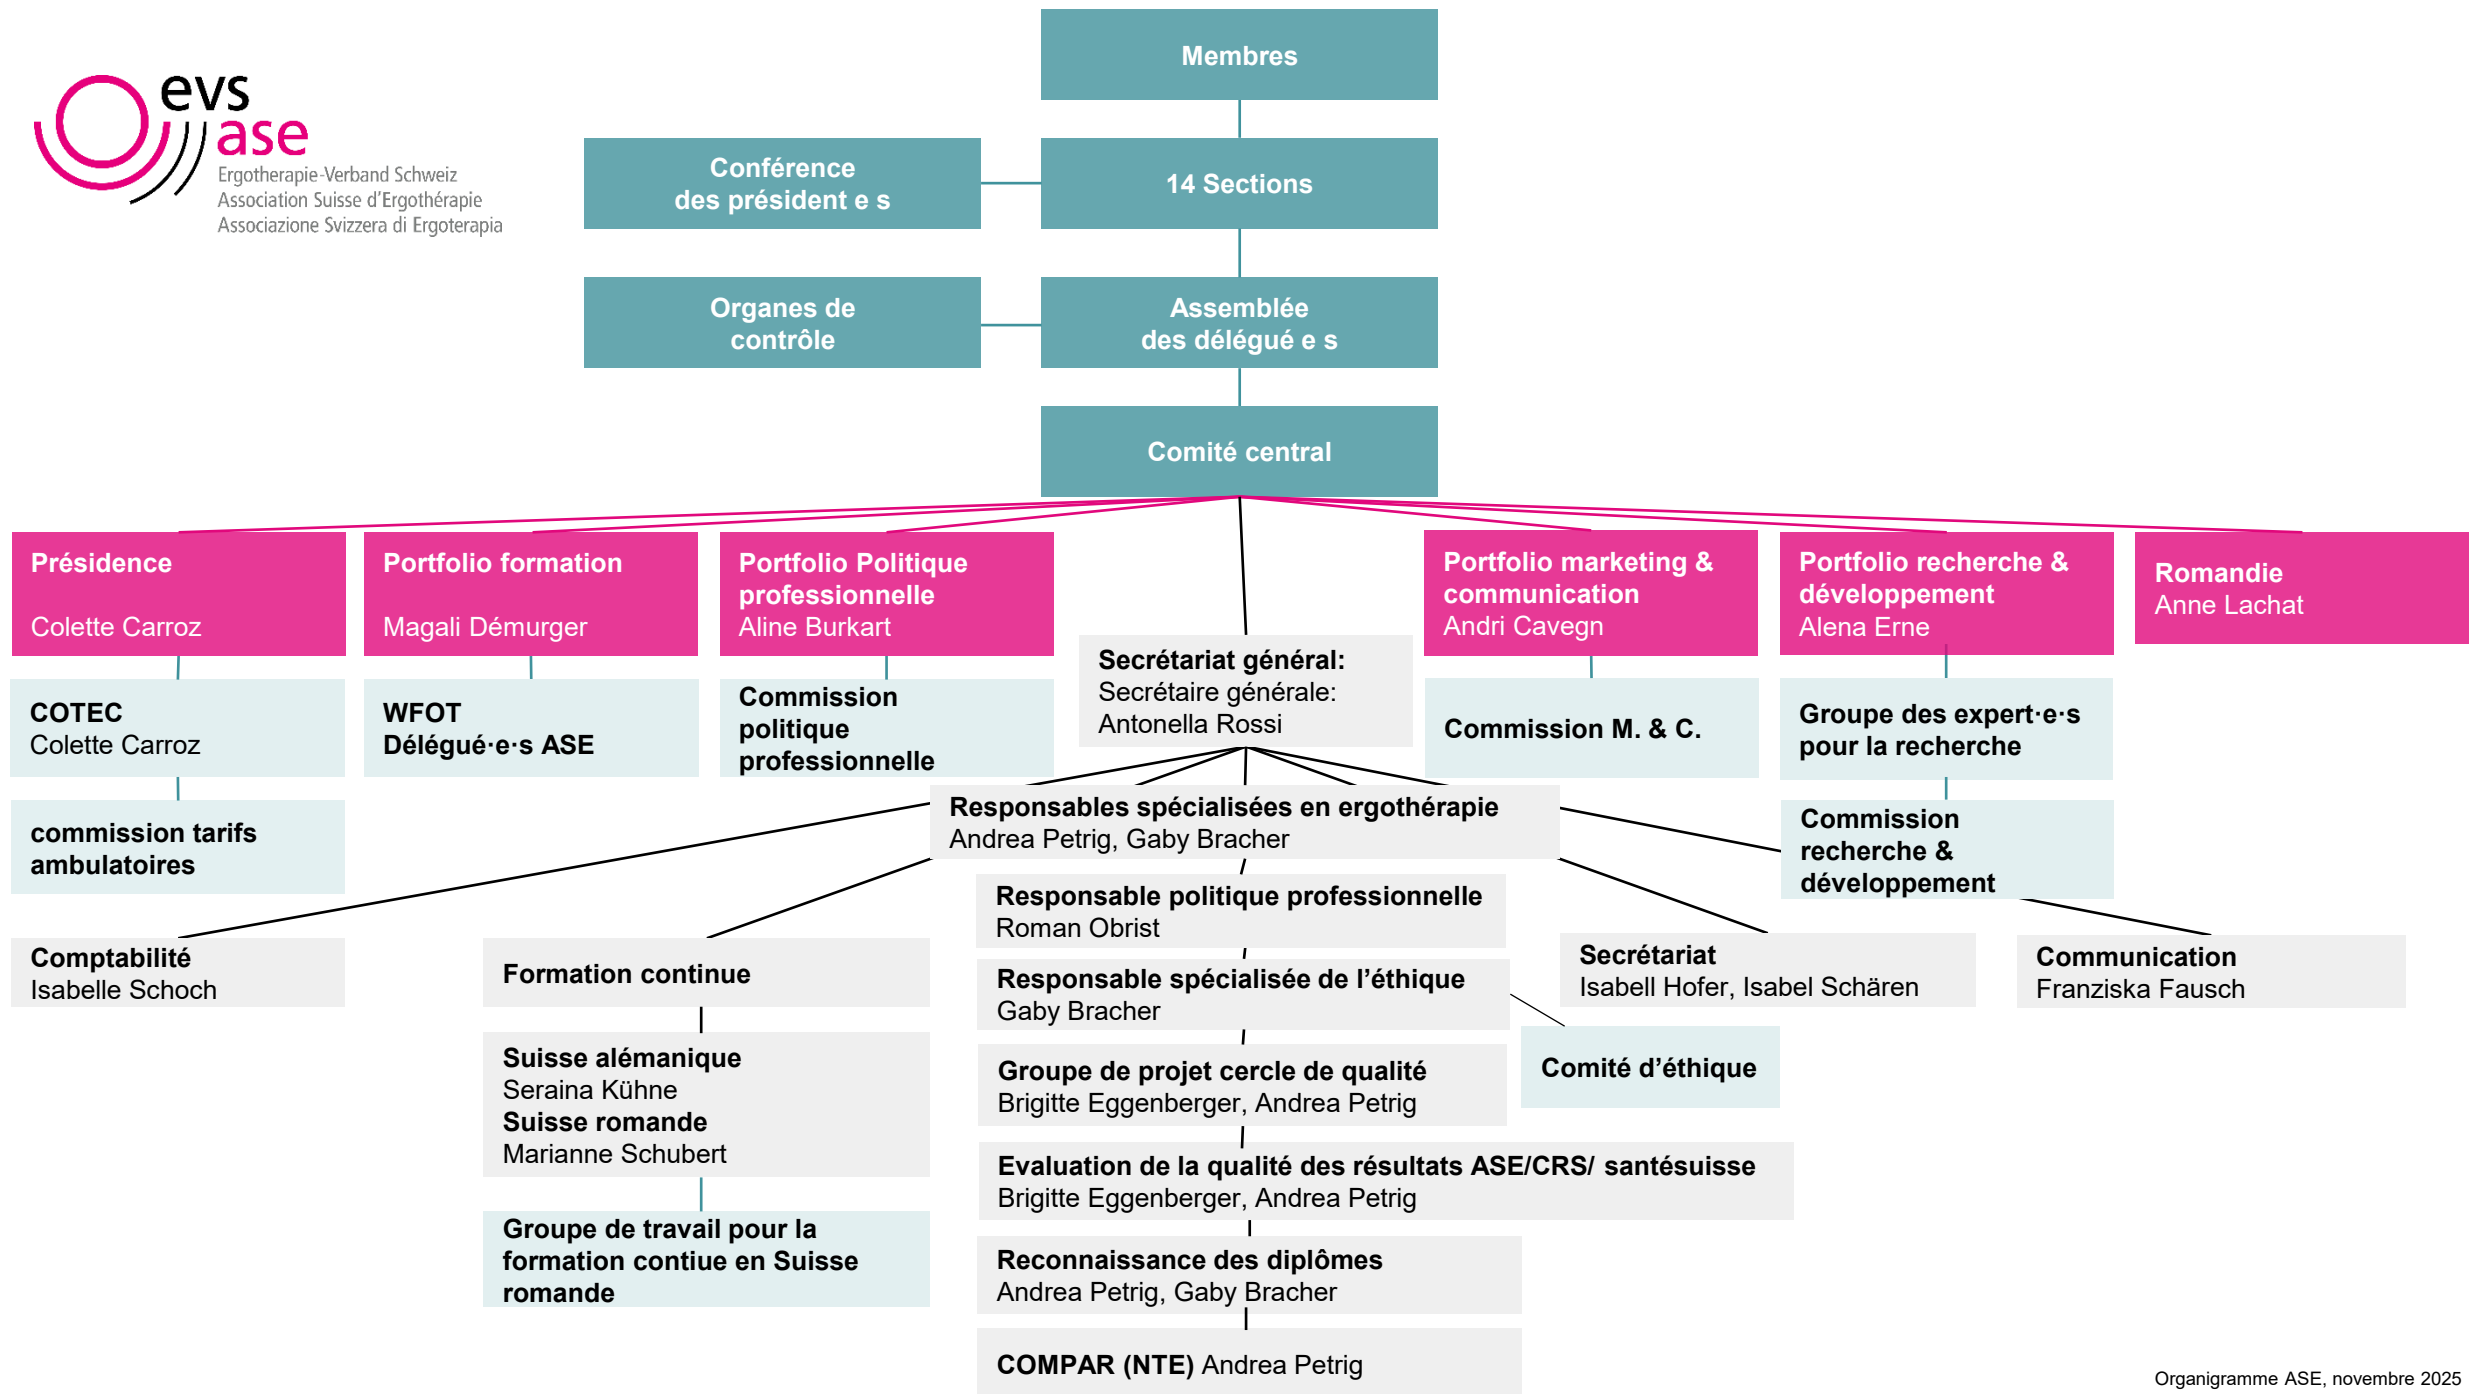 evs
ase
Ergotherapie-Verband Schweiz
Association Suisse d'Ergothérapie
Associazione Svizzera di Ergoterapia
Membres
Conférence
des président e s
14 Sections
Organes de
contrôle
Assemblée
des délégué e s
Comité central
Présidence
Colette Carroz
Portfolio formation
Magali Démurger
Portfolio Politique
professionnelle
Aline Burkart
Portfolio marketing &
communication
Andri Cavegn
Portfolio recherche &
développement
Alena Erne
Romandie
Anne Lachat
Secrétariat général:
Secrétaire générale:
Antonella Rossi
COTEC
Colette Carroz
WFOT
Délégué·e·s ASE
Commission
politique
professionnelle
Commission M. & C.
Groupe des expert·e·s
pour la recherche
commission tarifs
ambulatoires
Commission
recherche &
développement
Responsables spécialisées en ergothérapie
Andrea Petrig, Gaby Bracher
Responsable politique professionnelle
Roman Obrist
Comptabilité
Isabelle Schoch
Formation continue
Responsable spécialisée de l'éthique
Gaby Bracher
Secrétariat
Isabell Hofer, Isabel Schären
Communication
Franziska Fausch
Suisse alémanique
Seraina Kühne
Suisse romande
Marianne Schubert
Groupe de projet cercle de qualité
Brigitte Eggenberger, Andrea Petrig
Comité d'éthique
Evaluation de la qualité des résultats ASE/CRS/ santésuisse
Brigitte Eggenberger, Andrea Petrig
Groupe de travail pour la
formation contiue en Suisse
romande
Reconnaissance des diplômes
Andrea Petrig, Gaby Bracher
COMPAR (NTE) Andrea Petrig
Organigramme ASE, novembre 2025